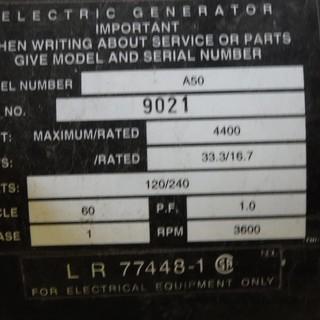 ELECTRIC GENERATOR
IMPORTANT
HEN WRITING ABOUT SERVICE OR PARTS
GIVE MODEL AND SERIAL NUMBER
EL NUMBER A50
NO. 9021
T: MAXIMUM/RATED 4400
S: /RATED 33.3/16.7
TS: 120/240
CLE 60 P.F. 1.0
ASE 1 RPM 3600
LR 77448-1
FOR ELECTRICAL EQUIPMENT ONLY